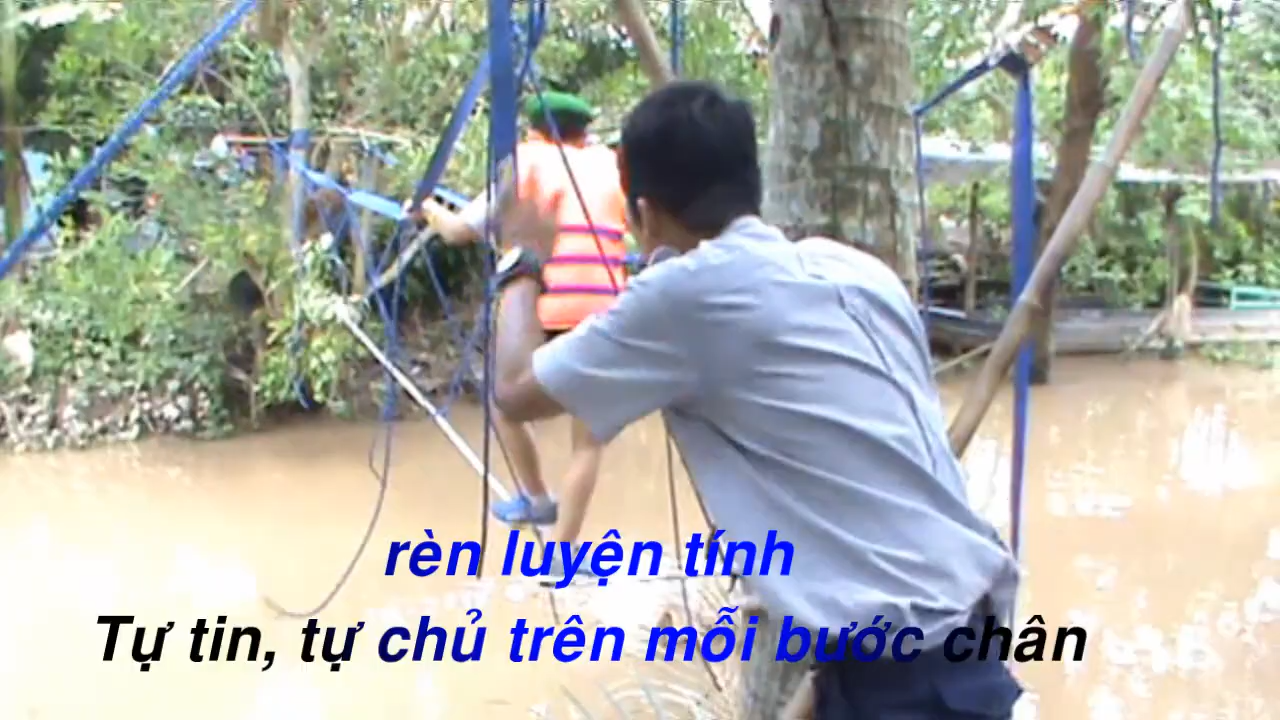 rèn luyện tính
Tự tin, tự chủ trên mỗi bước chân